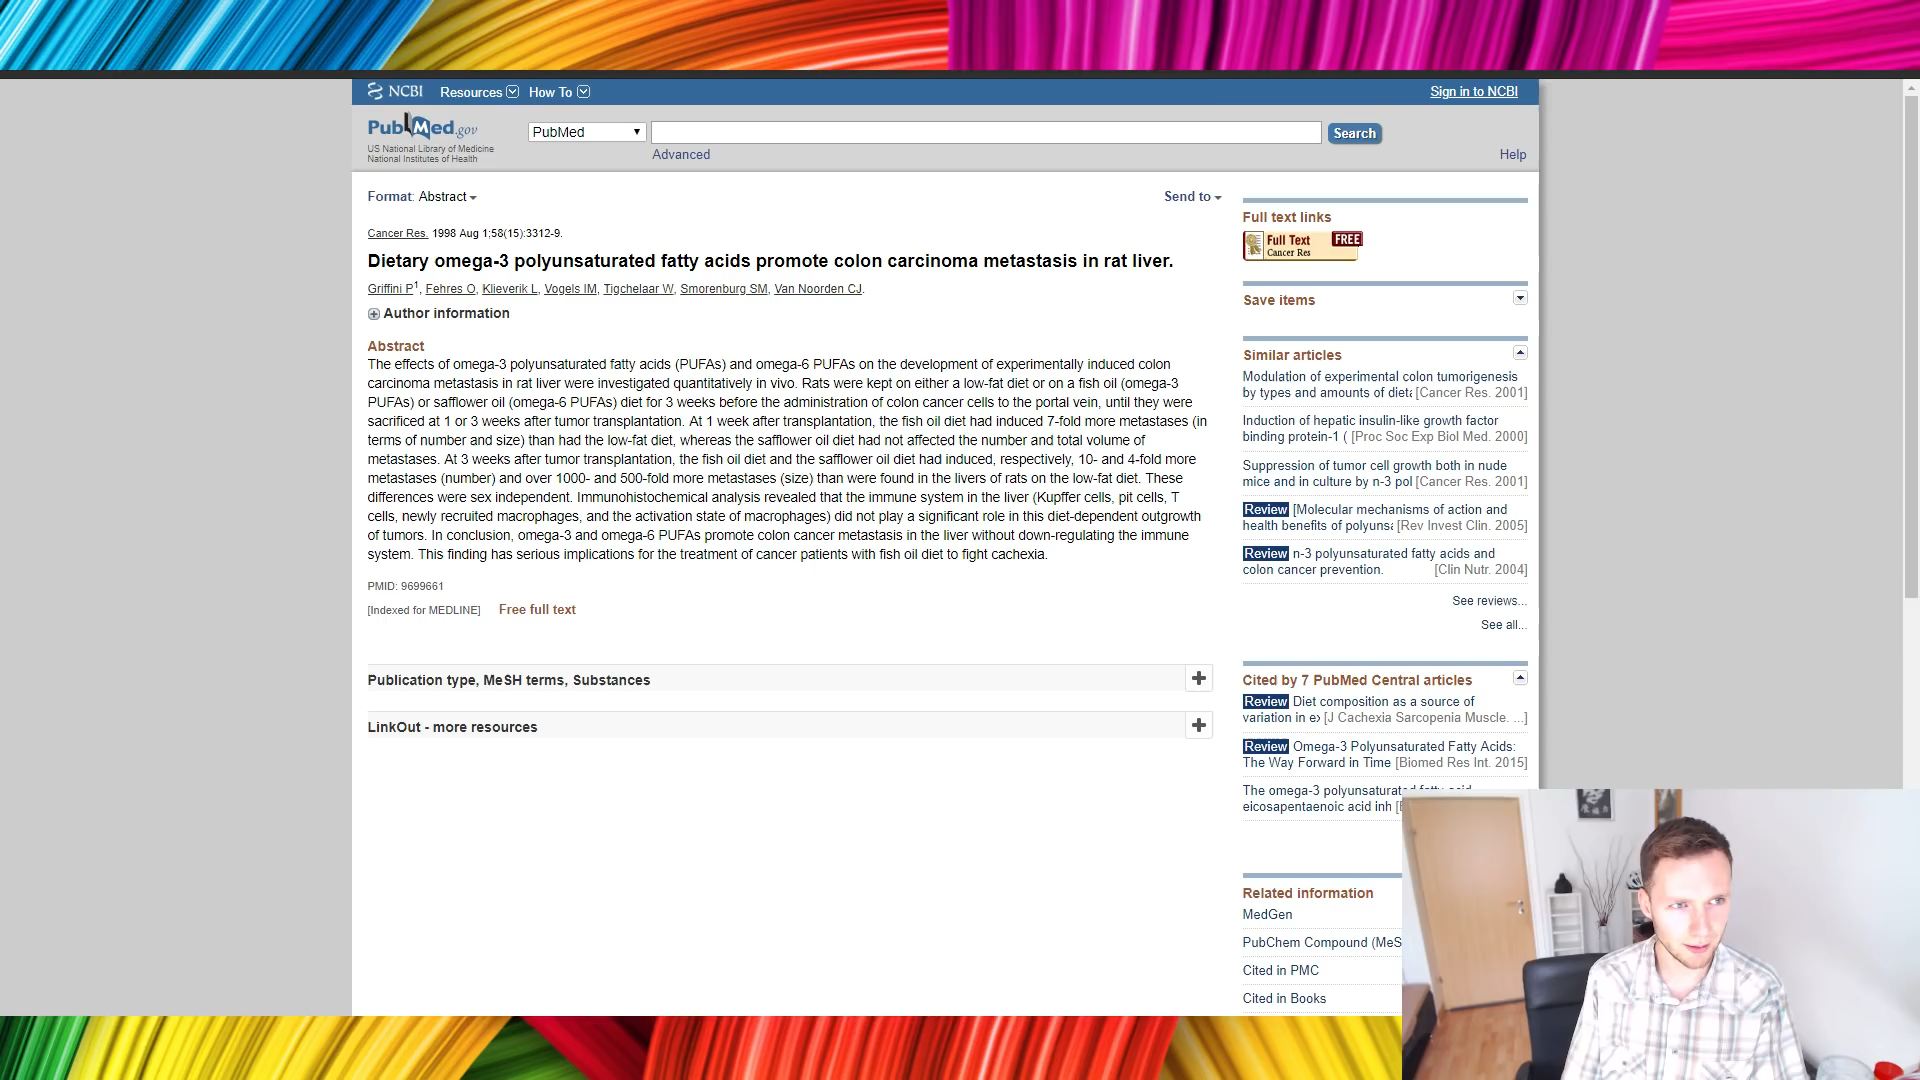 NCBI Resources How To Sign in to NCBI
PubMed.gov
US National Library of Medicine
National Institutes of Health
PubMed
Search
Advanced
Help
Format: Abstract
Send to
Cancer Res. 1998 Aug 1;58(15):3312-9.
Dietary omega-3 polyunsaturated fatty acids promote colon carcinoma metastasis in rat liver.
Griffini P1, Fehres O, Klieverik L, Vogels IM, Tigchelaar W, Smorenburg SM, Van Noorden CJ.
Author information
Abstract
The effects of omega-3 polyunsaturated fatty acids (PUFAs) and omega-6 PUFAs on the development of experimentally induced colon
carcinoma metastasis in rat liver were investigated quantitatively in vivo. Rats were kept on either a low-fat diet or on a fish oil (omega-3
PUFAs) or safflower oil (omega-6 PUFAs) diet for 3 weeks before the administration of colon cancer cells to the portal vein, until they were
sacrificed at 1 or 3 weeks after tumor transplantation. At 1 week after transplantation, the fish oil diet had induced 7-fold more metastases (in
terms of number and size) than had the low-fat diet, whereas the safflower oil diet had not affected the number and total volume of
metastases. At 3 weeks after tumor transplantation, the fish oil diet and the safflower oil diet had induced, respectively, 10- and 4-fold more
metastases (number) and over 1000- and 500-fold more metastases (size) than were found in the livers of rats on the low-fat diet. These
differences were sex independent. Immunohistochemical analysis revealed that the immune system in the liver (Kupffer cells, pit cells, T
cells, newly recruited macrophages, and the activation state of macrophages) did not play a significant role in this diet-dependent outgrowth
of tumors. In conclusion, omega-3 and omega-6 PUFAs promote colon cancer metastasis in the liver without down-regulating the immune
system. This finding has serious implications for the treatment of cancer patients with fish oil diet to fight cachexia.
PMID: 9699661
[Indexed for MEDLINE] Free full text
Publication type, MeSH terms, Substances
LinkOut - more resources
Full text links
Full Text FREE
Cancer Res
Save items
Similar articles
Modulation of experimental colon tumorigenesis
by types and amounts of dieta [Cancer Res. 2001]
Induction of hepatic insulin-like growth factor
binding protein-1 ( [Proc Soc Exp Biol Med. 2000]
Suppression of tumor cell growth both in nude
mice and in culture by n-3 pol [Cancer Res. 2001]
Review [Molecular mechanisms of action and
health benefits of polyunsa [Rev Invest Clin. 2005]
Review n-3 polyunsaturated fatty acids and
colon cancer prevention. [Clin Nutr. 2004]
See reviews...
See all...
Cited by 7 PubMed Central articles
Review Diet composition as a source of
variation in ex [J Cachexia Sarcopenia Muscle. ...]
Review Omega-3 Polyunsaturated Fatty Acids:
The Way Forward in Time [Biomed Res Int. 2015]
The omega-3 polyunsaturated fatty acid
eicosapentaenoic acid inh
Related information
MedGen
PubChem Compound (MeS
Cited in PMC
Cited in Books